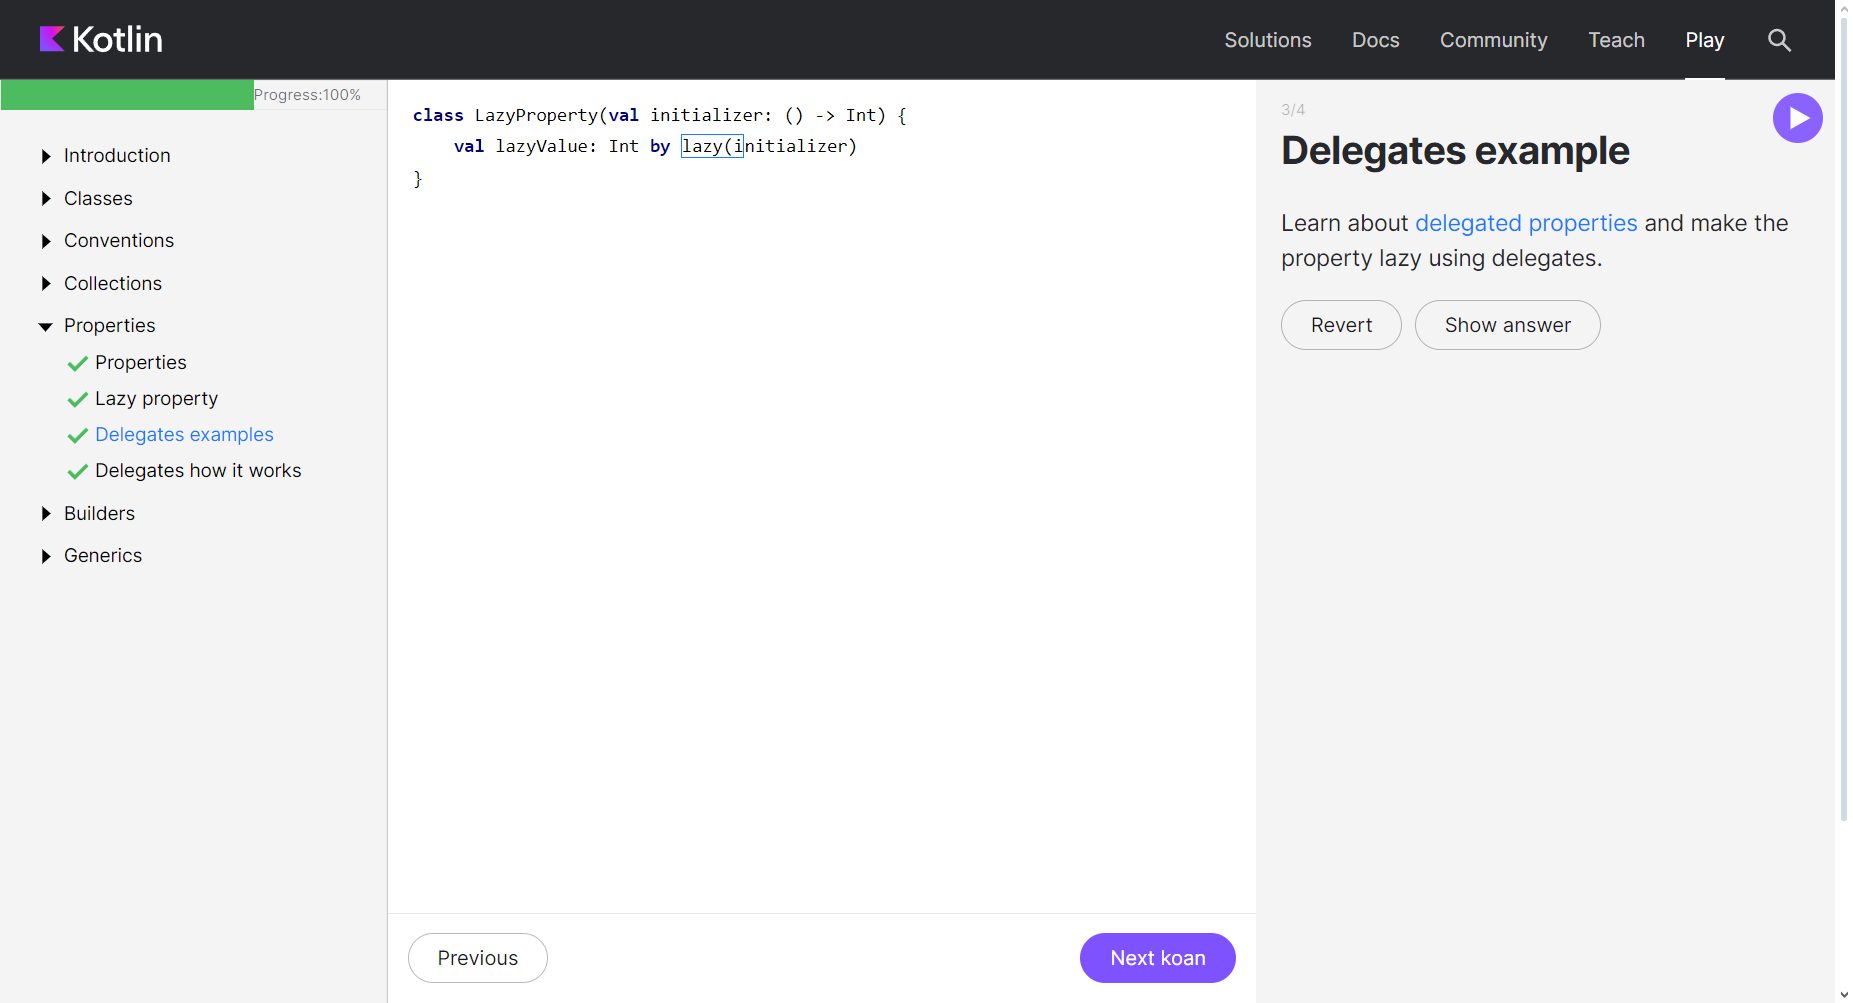 Kotlin
Solutions Docs Community Teach Play
Progress:100%
Introduction
Classes
Conventions
Collections
Properties
Properties
Lazy property
Delegates examples
Delegates how it works
Builders
Generics
class LazyProperty(val initializer: () -> Int) {
    val lazyValue: Int by lazy(initializer)
}
Previous
Next koan
3/4
Delegates example
Learn about delegated properties and make the
property lazy using delegates.
Revert
Show answer